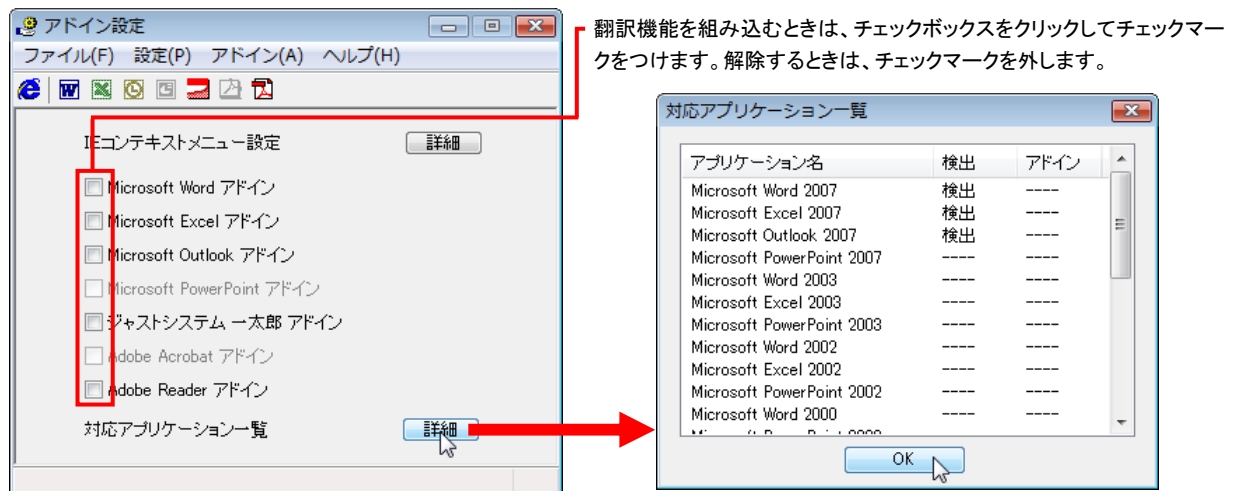 アドイン設定
ファイル(F) 設定(P) アドイン(A) ヘルプ(H)
IEコンテキストメニュー設定 詳細
Microsoft Word アドイン
Microsoft Excel アドイン
Microsoft Outlook アドイン
Microsoft PowerPoint アドイン
ジャストシステム 一太郎 アドイン
Adobe Acrobat アドイン
Adobe Reader アドイン
対応アプリケーション一覧 詳細
翻訳機能を組み込むときは、チェックボックスをクリックしてチェックマー
クをつけます。解除するときは、チェックマークを外します。
対応アプリケーション一覧
アプリケーション名 検出 アドイン
Microsoft Word 2007 検出 ----
Microsoft Excel 2007 検出 ----
Microsoft Outlook 2007 検出 ----
Microsoft PowerPoint 2007 ---- ----
Microsoft Word 2003 ---- ----
Microsoft Excel 2003 ---- ----
Microsoft PowerPoint 2003 ---- ----
Microsoft Word 2002 ---- ----
Microsoft Excel 2002 ---- ----
Microsoft PowerPoint 2002 ---- ----
Microsoft Word 2000 ---- ----
OK